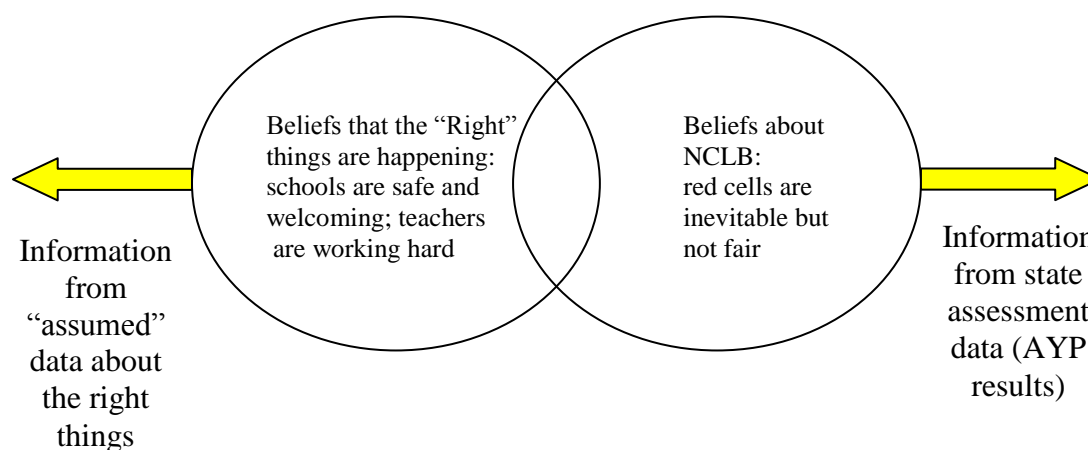 Beliefs that the “Right”
things are happening:
schools are safe and
welcoming; teachers
are working hard
Beliefs about
NCLB:
red cells are
inevitable but
not fair
Information
from
“assumed”
data about
the right
things
Information
from state
assessment
data (AYP
results)